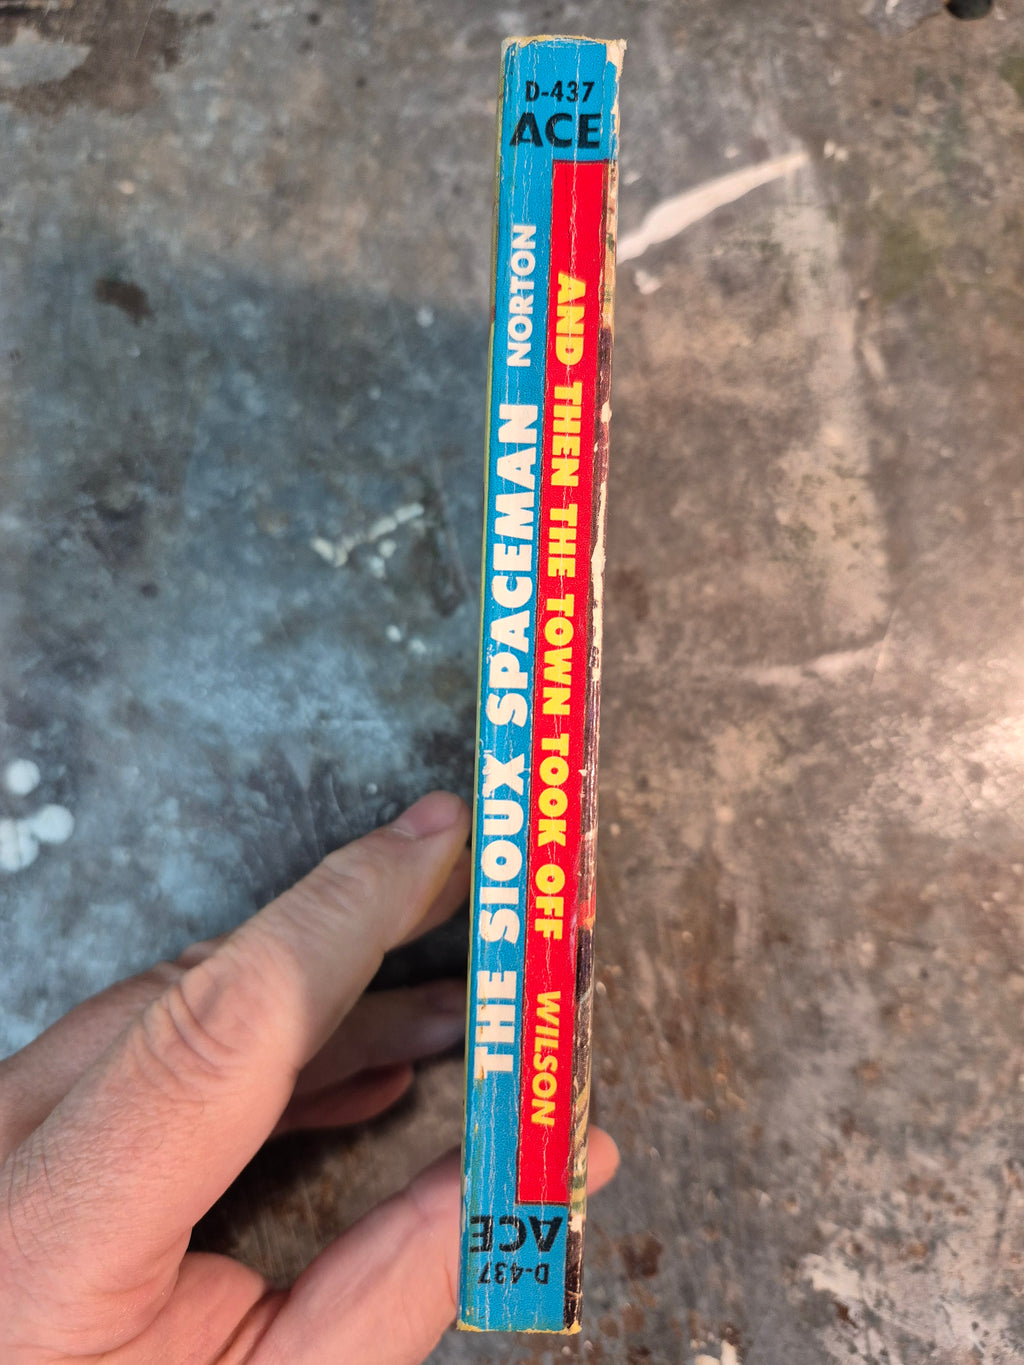 D-437
ACE
THE SIOUX SPACEMAN NORTON
AND THEN THE TOWN TOOK OFF WILSON
ACE
D-437